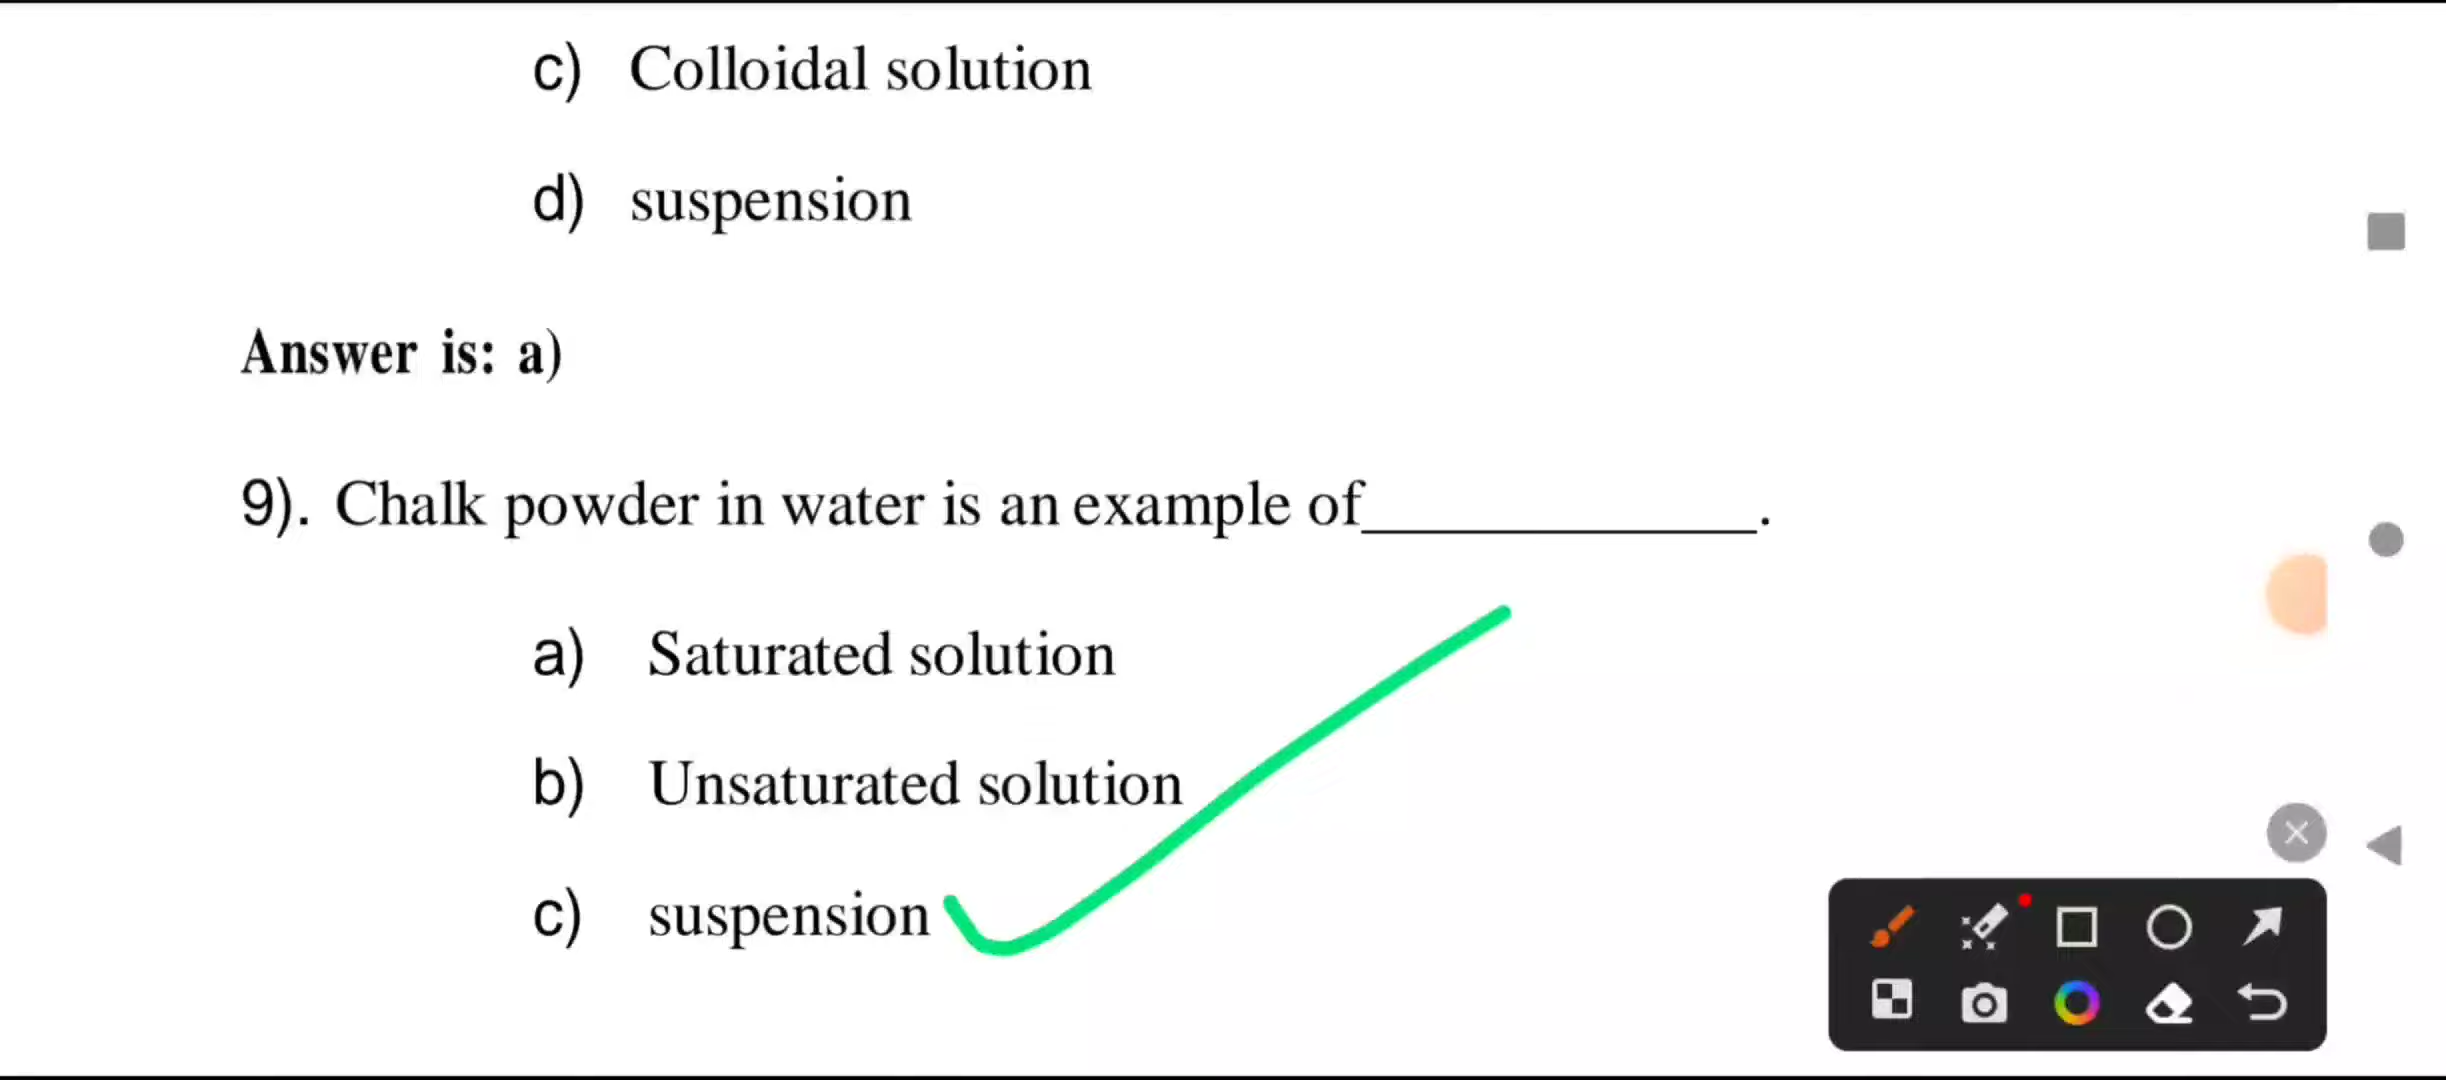 c) Colloidal solution
d) suspension
Answer is: a)
9). Chalk powder in water is an example of____________.
a) Saturated solution
b) Unsaturated solution
c) suspension